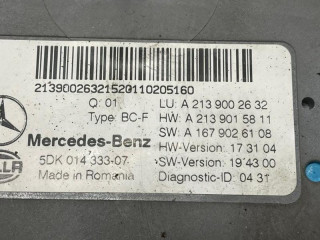 21390026321520110205160
Q: 01
LU: A 213 900 26 32
Type: BC-F
HW: A 213 901 58 11
Mercedes-Benz
SW: A 167 902 61 08
5DK 014 333-07
HW-Version: 17 31 04
Made in Romania
SW-Version: 19 43 00
Diagnostic-ID: 04 31